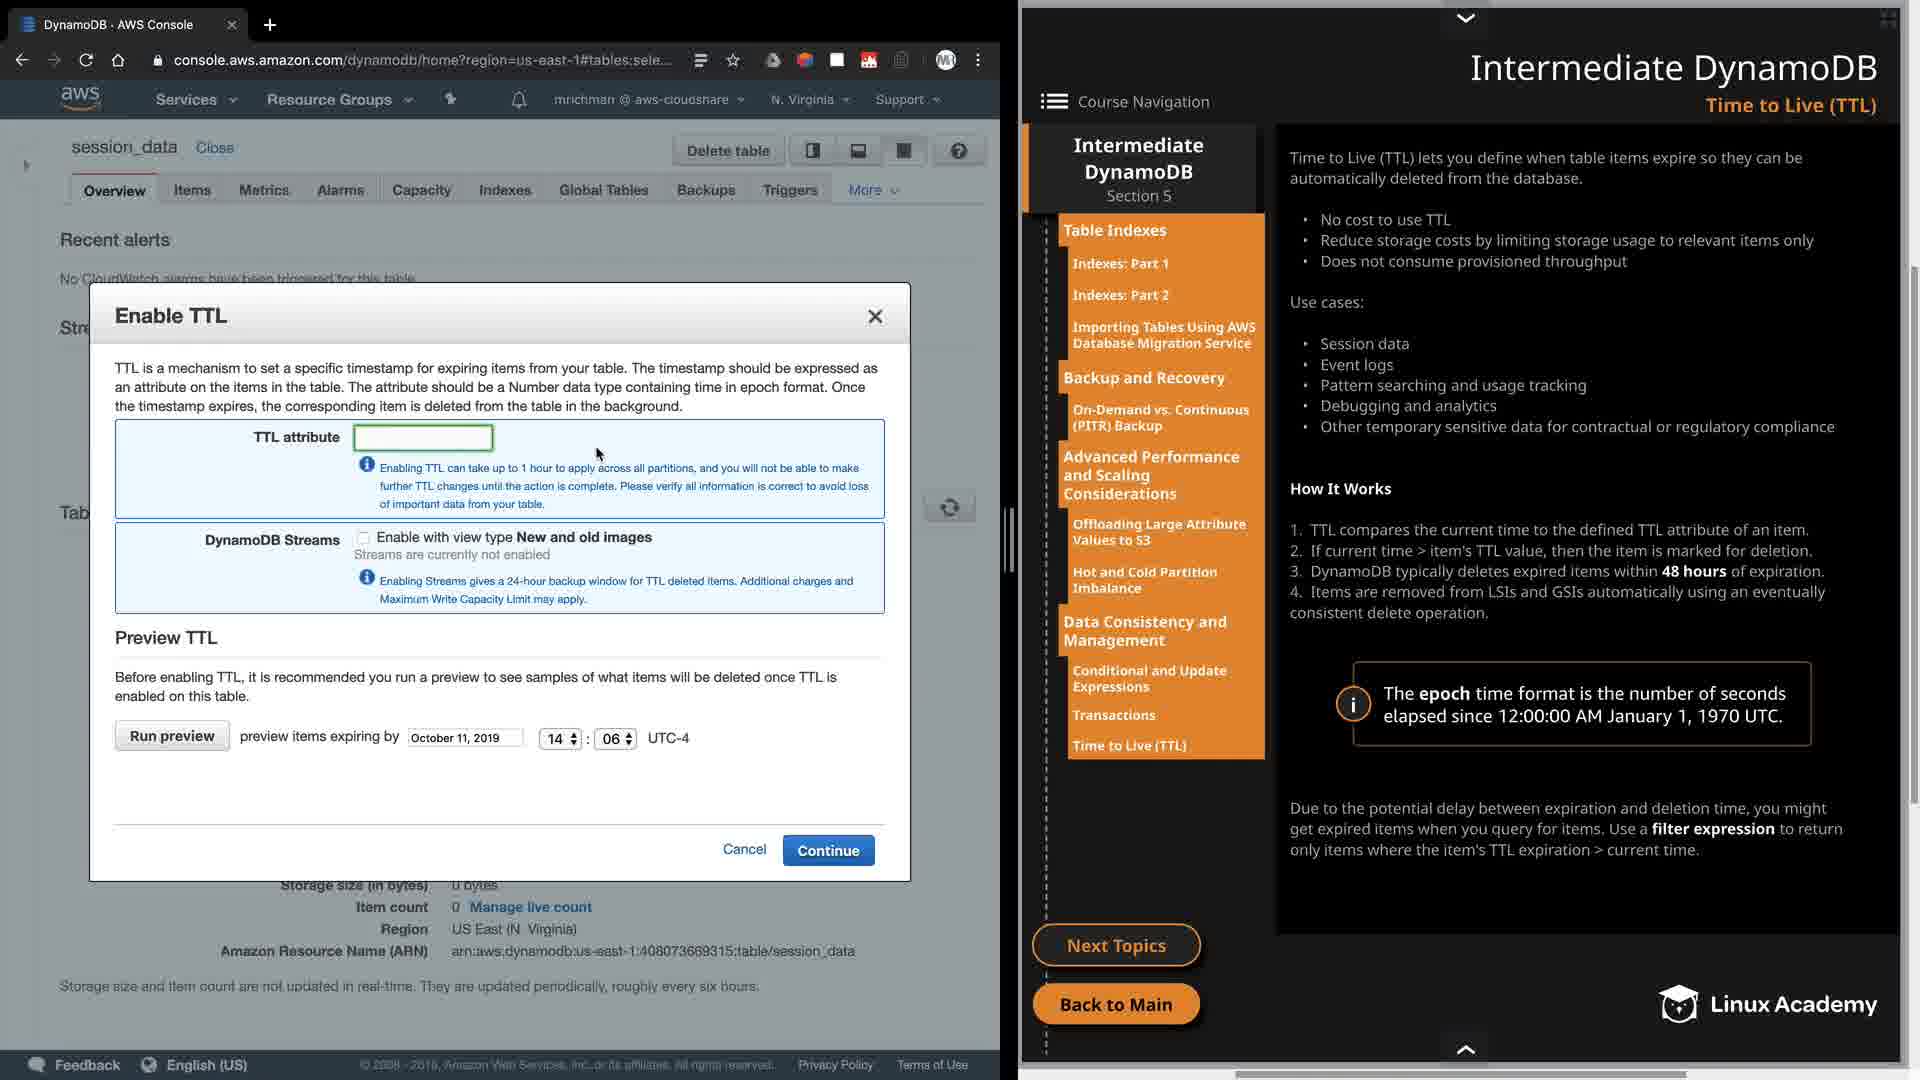 DynamoDB · AWS Console
console.aws.amazon.com/dynamodb/home?region=us-east-1#tables:sele...
aws
Services
Resource Groups
mrichman @ aws-cloudshare
N. Virginia
Support
session_data
Close
Delete table
Overview
Items
Metrics
Alarms
Capacity
Indexes
Global Tables
Backups
Triggers
More
Recent alerts
No CloudWatch alarms have been triggered for this table.
Enable TTL
TTL is a mechanism to set a specific timestamp for expiring items from your table. The timestamp should be expressed as
an attribute on the items in the table. The attribute should be a Number data type containing time in epoch format. Once
the timestamp expires, the corresponding item is deleted from the table in the background.
TTL attribute
Enabling TTL can take up to 1 hour to apply across all partitions, and you will not be able to make
further TTL changes until the action is complete. Please verify all information is correct to avoid loss
of important data from your table.
DynamoDB Streams
Enable with view type New and old images
Streams are currently not enabled
Enabling Streams gives a 24-hour backup window for TTL deleted items. Additional charges and
Maximum Write Capacity Limit may apply.
Preview TTL
Before enabling TTL, it is recommended you run a preview to see samples of what items will be deleted once TTL is
enabled on this table.
Run preview
preview items expiring by
October 11, 2019
14 : 06 UTC-4
Cancel
Continue
Storage size (in bytes) 0 bytes
Item count 0 Manage live count
Region US East (N. Virginia)
Amazon Resource Name (ARN) arn:aws:dynamodb:us-east-1:408073669315:table/session_data
Storage size and item count are not updated in real-time. They are updated periodically, roughly every six hours.
Feedback
English (US)
© 2008 - 2019, Amazon Web Services, Inc. or its affiliates. All rights reserved.
Privacy Policy
Terms of Use
Intermediate DynamoDB
Time to Live (TTL)
Course Navigation
Intermediate
DynamoDB
Section 5
Table Indexes
Indexes: Part 1
Indexes: Part 2
Importing Tables Using AWS
Database Migration Service
Backup and Recovery
On-Demand vs. Continuous
(PITR) Backup
Advanced Performance
and Scaling
Considerations
Offloading Large Attribute
Values to S3
Hot and Cold Partition
Imbalance
Data Consistency and
Management
Conditional and Update
Expressions
Transactions
Time to Live (TTL)
Next Topics
Back to Main
Time to Live (TTL) lets you define when table items expire so they can be
automatically deleted from the database.
• No cost to use TTL
• Reduce storage costs by limiting storage usage to relevant items only
• Does not consume provisioned throughput
Use cases:
• Session data
• Event logs
• Pattern searching and usage tracking
• Debugging and analytics
• Other temporary sensitive data for contractual or regulatory compliance
How It Works
1. TTL compares the current time to the defined TTL attribute of an item.
2. If current time > item's TTL value, then the item is marked for deletion.
3. DynamoDB typically deletes expired items within 48 hours of expiration.
4. Items are removed from LSIs and GSIs automatically using an eventually
consistent delete operation.
The epoch time format is the number of seconds
elapsed since 12:00:00 AM January 1, 1970 UTC.
Due to the potential delay between expiration and deletion time, you might
get expired items when you query for items. Use a filter expression to return
only items where the item's TTL expiration > current time.
Linux Academy